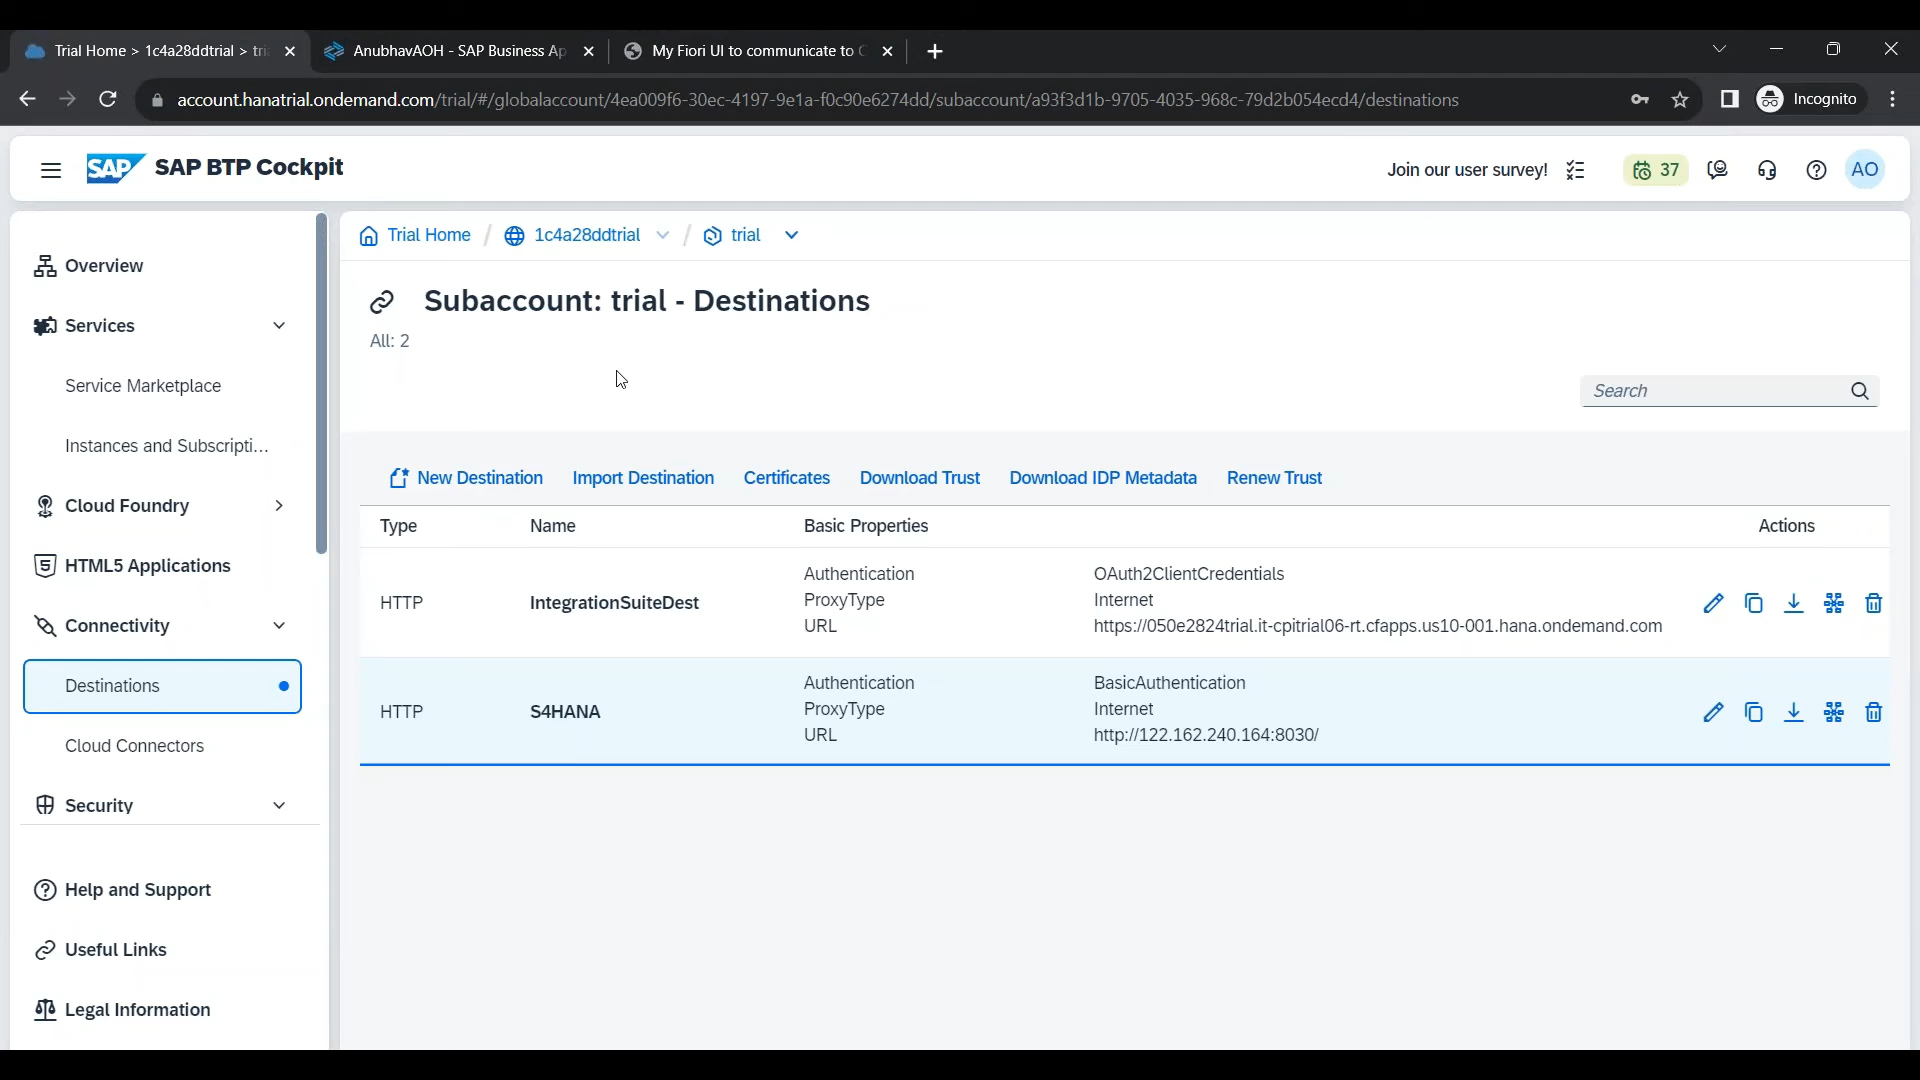 Trial Home > 1c4a28ddtrial > tri
AnubhavAOH - SAP Business Ap
My Fiori UI to communicate to C
account.hanatrial.ondemand.com/trial/#/globalaccount/4ea009f6-30ec-4197-9e1a-f0c90e6274dd/subaccount/a93f3d1b-9705-4035-968c-79d2b054ecd4/destinations
Incognito
SAP
SAP BTP Cockpit
Join our user survey!
37
AO
Overview
Services
Service Marketplace
Instances and Subscripti...
Cloud Foundry
5
HTML5 Applications
Connectivity
Destinations
Cloud Connectors
Security
Help and Support
Useful Links
Legal Information
Trial Home / 1c4a28ddtrial / trial
Subaccount: trial - Destinations
All: 2
Search
New Destination
Import Destination
Certificates
Download Trust
Download IDP Metadata
Renew Trust
Type
Name
Basic Properties
Actions
HTTP
IntegrationSuiteDest
Authentication OAuth2ClientCredentials
ProxyType Internet
URL https://050e2824trial.it-cpitrial06-rt.cfapps.us10-001.hana.ondemand.com
HTTP
S4HANA
Authentication BasicAuthentication
ProxyType Internet
URL http://122.162.240.164:8030/